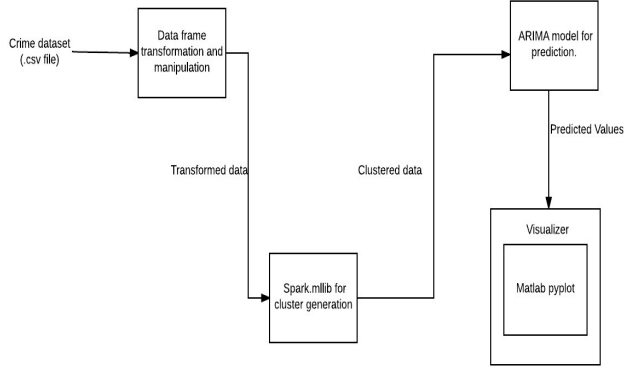 Crime dataset
(.csv file)
Data frame
transformation and
manipulation
Transformed data
Spark.mllib for
cluster generation
Clustered data
ARIMA model for
prediction.
Predicted Values
Visualizer
Matlab pyplot